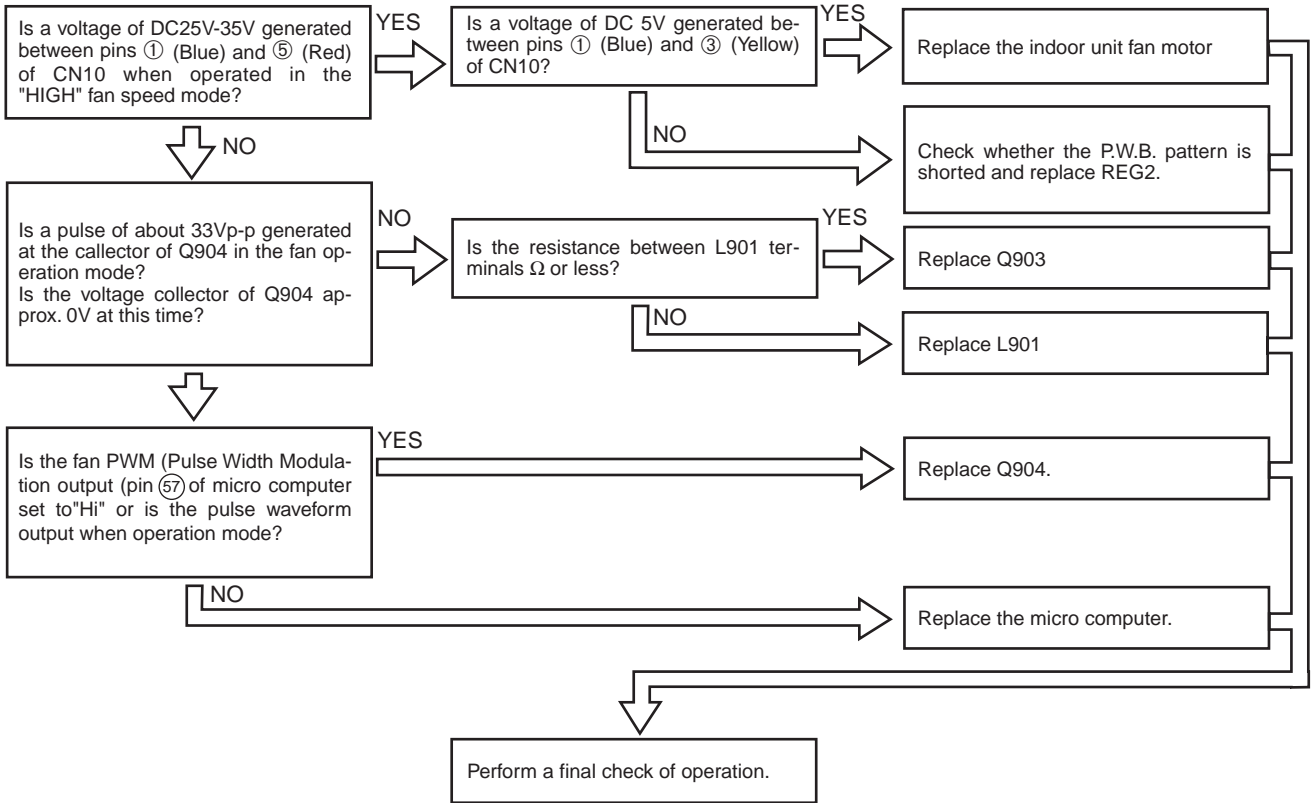 Is a voltage of DC25V-35V generated
between pins ① (Blue) and ⑤ (Red)
of CN10 when operated in the
"HIGH" fan speed mode?
YES
Is a voltage of DC 5V generated be-
tween pins ① (Blue) and ③ (Yellow)
of CN10?
YES
Replace the indoor unit fan motor
NO
Check whether the P.W.B. pattern is
shorted and replace REG2.
NO
Is a pulse of about 33Vp-p generated
at the callector of Q904 in the fan op-
eration mode?
Is the voltage collector of Q904 ap-
prox. 0V at this time?
NO
Is the resistance between L901 ter-
minals Ω or less?
YES
Replace Q903
NO
Replace L901
Is the fan PWM (Pulse Width Modula-
tion output (pin ㊼ of micro computer
set to"Hi" or is the pulse waveform
output when operation mode?
YES
Replace Q904.
NO
Replace the micro computer.
Perform a final check of operation.